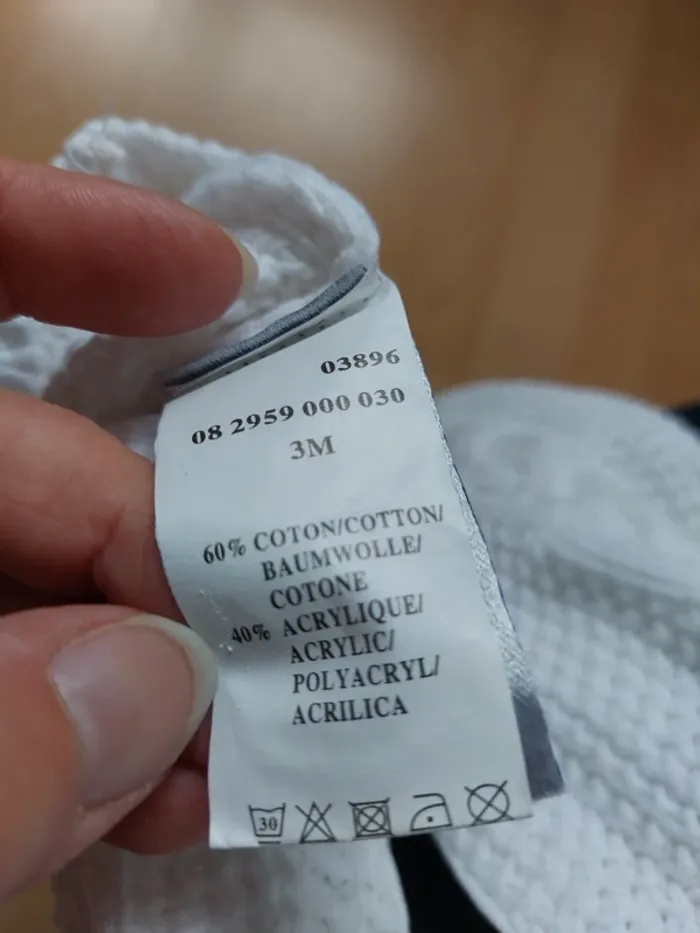 03896
08 2959 000 030
3M
60% COTON/COTTON/
BAUMWOLLE/
COTONE
40% ACRYLIQUE/
ACRYLIC/
POLYACRYL/
ACRILICA
30